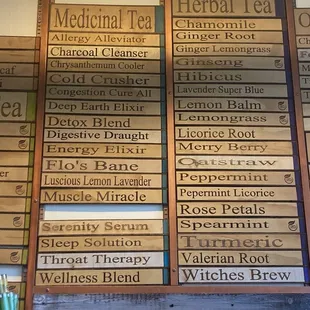 Medicinal Tea
Allergy Alleviator
Charcoal Cleanser
Chrysanthemum Cooler
Cold Crusher
Congestion Cure All
Deep Earth Elixir
Detox Blend
Digestive Draught
Energy Elixir
Flo's Bane
Luscious Lemon Lavender
Muscle Miracle
Serenity Serum
Sleep Solution
Throat Therapy
Wellness Blend
Herbal Tea
Chamomile
Ginger Root
Ginger Lemongrass
Ginseng
Hibiscus
Lavender Super Blue
Lemon Balm
Lemongrass
Licorice Root
Merry Berry
Oatstraw
Peppermint
Peppermint Licorice
Rose Petals
Spearmint
Turmeric
Valerian Root
Witches Brew